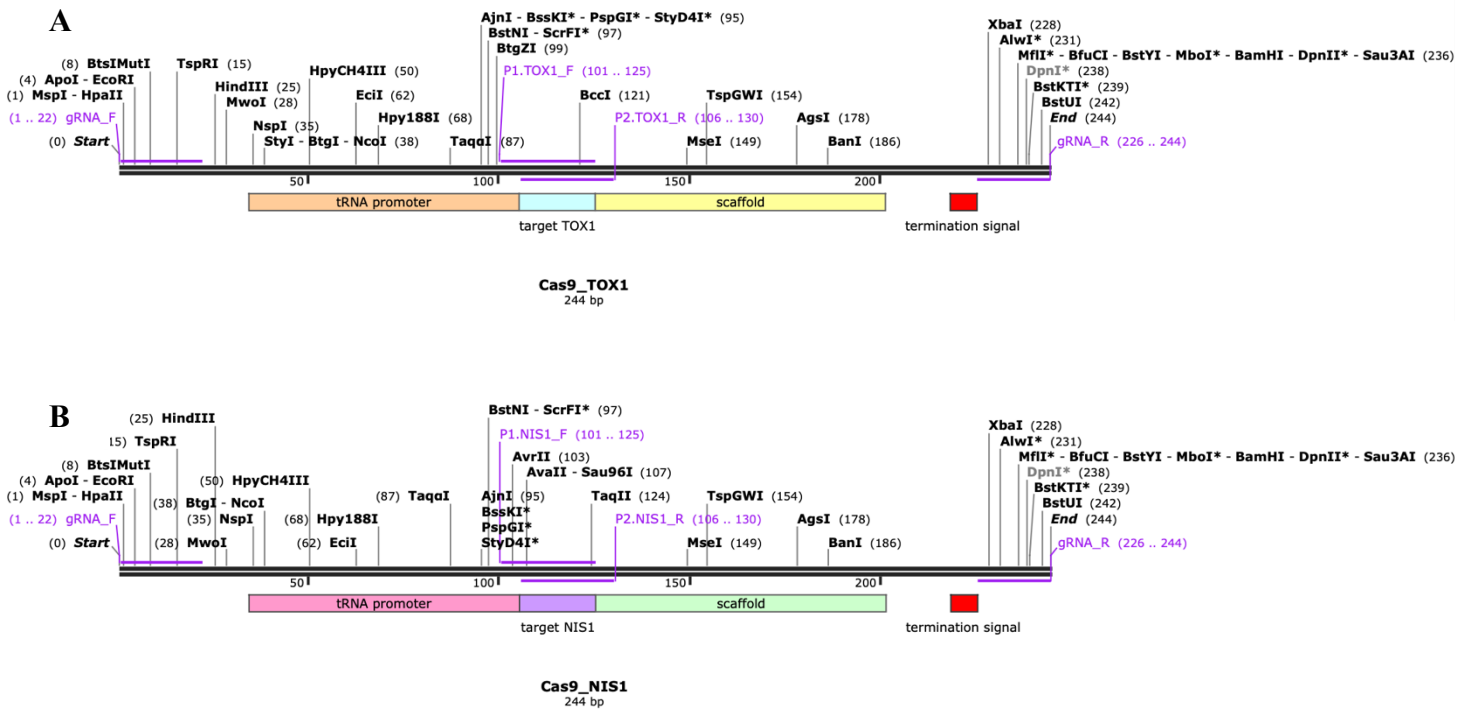 A
AjnI - BssKI* - PspGI* - StyD4I* (95)
XbaI (228)
BstNI - ScrFI* (97)
AlwI* (231)
BtgZI (99)
MflI* - BfuCI - BstYI - MboI* - BamHI - DpnII* - Sau3AI (236)
(8) BtsIMutI TspRI (15) HpyCH4III (50) P1.TOX1_F (101 .. 125) DpnI* (238)
(4) ApoI - EcoRI HindIII (25) BstKTI* (239)
(1) MspI - HpaII MwoI (28) EciI (62) BccI (121) TspGWI (154) BstUI (242)
(1 .. 22) gRNA_F NspI (35) Hpy188I (68) P2.TOX1_R (106 .. 130) AgsI (178) End (244)
(0) Start StyI - BtgI - NcoI (38) TaqαI (87) MseI (149) BanI (186) gRNA_R (226 .. 244)
50 100 150 200
tRNA promoter scaffold
target TOX1 termination signal
Cas9_TOX1
244 bp
B
(25) HindIII BstNI - ScrFI* (97) XbaI (228)
15) TspRI P1.NIS1_F (101 .. 125) AlwI* (231)
(8) BtsIMutI AvrII (103) MflI* - BfuCI - BstYI - MboI* - BamHI - DpnII* - Sau3AI (236)
(4) ApoI - EcoRI (50) HpyCH4III AvaII - Sau96I (107) DpnI* (238)
(1) MspI - HpaII (38) BtgI - NcoI (87) TaqαI AjnI (95) TaqII (124) TspGWI (154) BstKTI* (239)
BssKI* BstUI (242)
(1 .. 22) gRNA_F (35) NspI (68) Hpy188I PspGI* P2.NIS1_R (106 .. 130) AgsI (178) End (244)
(0) Start (28) MwoI (62) EciI StyD4I* MseI (149) BanI (186) gRNA_R (226 .. 244)
50 100 150 200
tRNA promoter scaffold
target NIS1 termination signal
Cas9_NIS1
244 bp